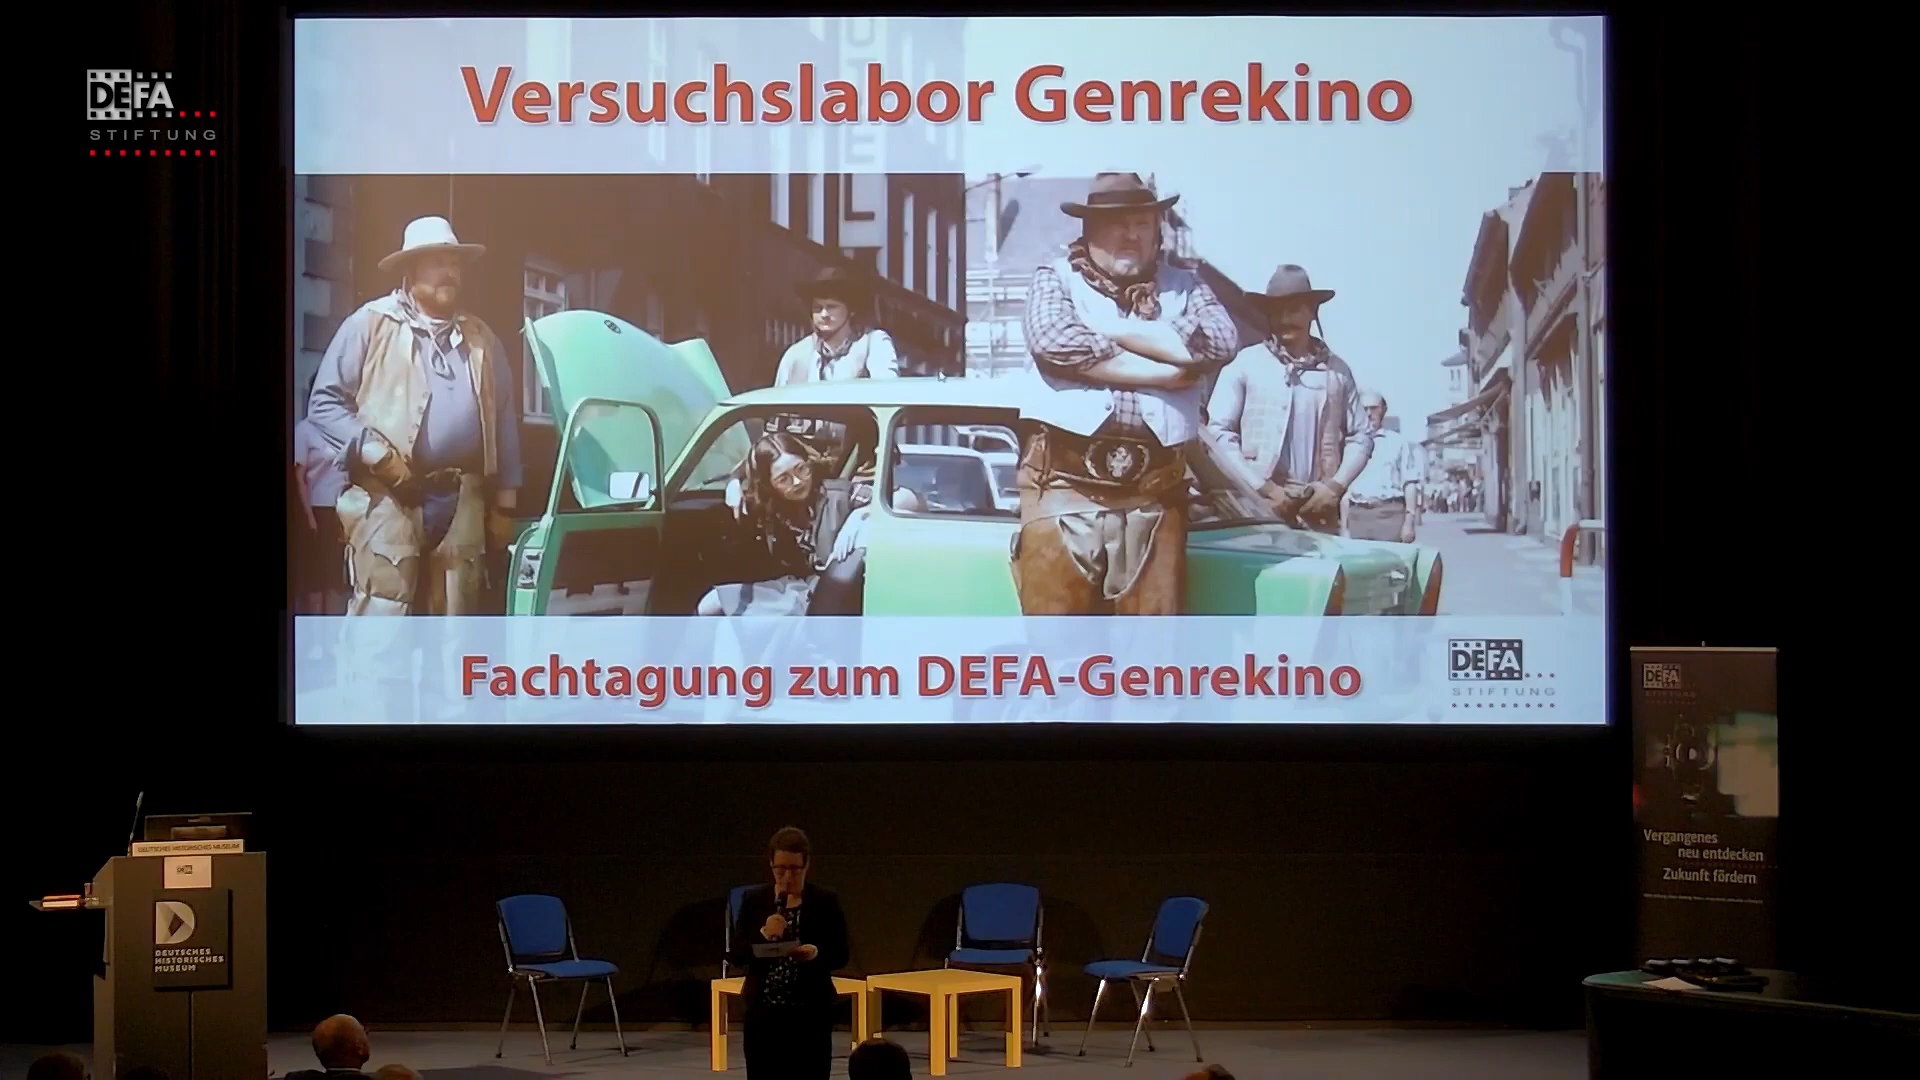 DEFA
STIFTUNG
Versuchslabor Genrekino
Fachtagung zum DEFA-Genrekino
DEFA
STIFTUNG
DEFA
STIFTUNG
Vergangenes
neu entdecken
Zukunft fördern
DEUTSCHES HISTORISCHES MUSEUM
DEUTSCHES
HISTORISCHES
MUSEUM